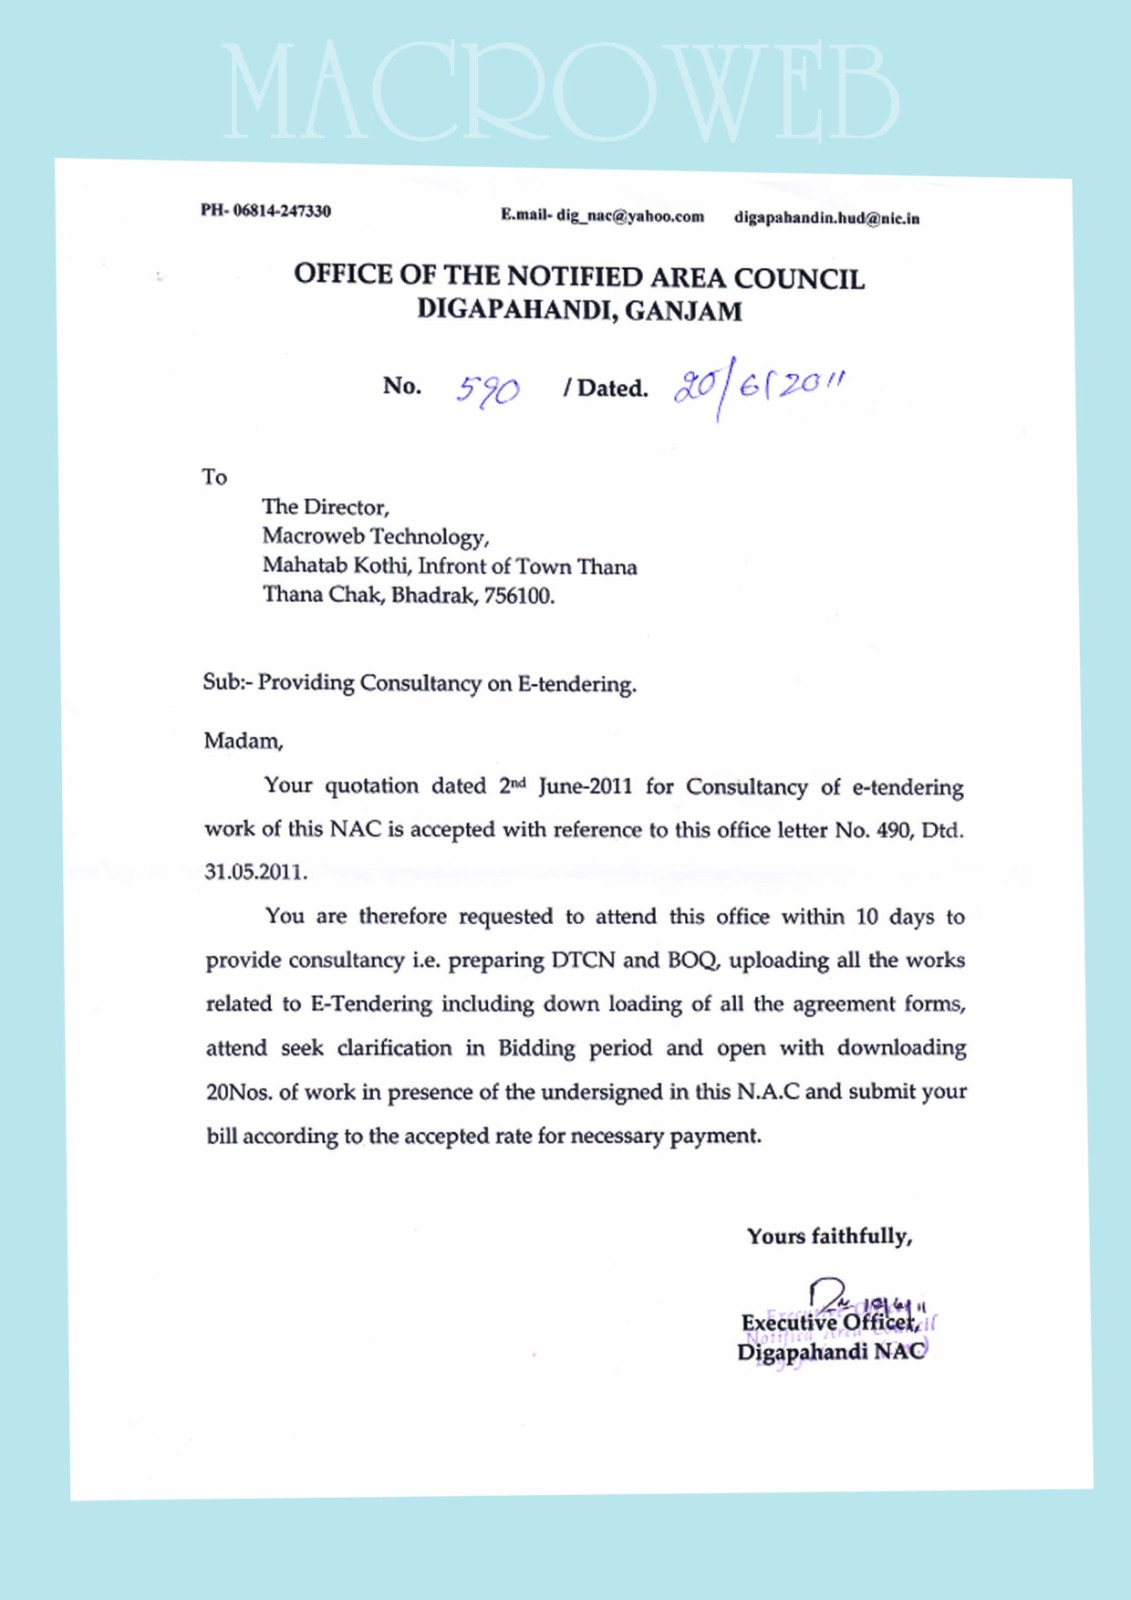 MACROWEB
PH- 06814-247330 E.mail- dig_nac@yahoo.com digapahandin.hud@nic.in
OFFICE OF THE NOTIFIED AREA COUNCIL
DIGAPAHANDI, GANJAM
No. 590 / Dated. 20/6/2011
To
The Director,
Macroweb Technology,
Mahatab Kothi, Infront of Town Thana
Thana Chak, Bhadrak, 756100.
Sub:- Providing Consultancy on E-tendering.
Madam,
Your quotation dated 2nd June-2011 for Consultancy of e-tendering
work of this NAC is accepted with reference to this office letter No. 490, Dtd.
31.05.2011.
You are therefore requested to attend this office within 10 days to
provide consultancy i.e. preparing DTCN and BOQ, uploading all the works
related to E-Tendering including down loading of all the agreement forms,
attend seek clarification in Bidding period and open with downloading
20Nos. of work in presence of the undersigned in this N.A.C and submit your
bill according to the accepted rate for necessary payment.
Yours faithfully,
Executive Officer,
Notified Area Council
Executive Officer,
Digapahandi NAC